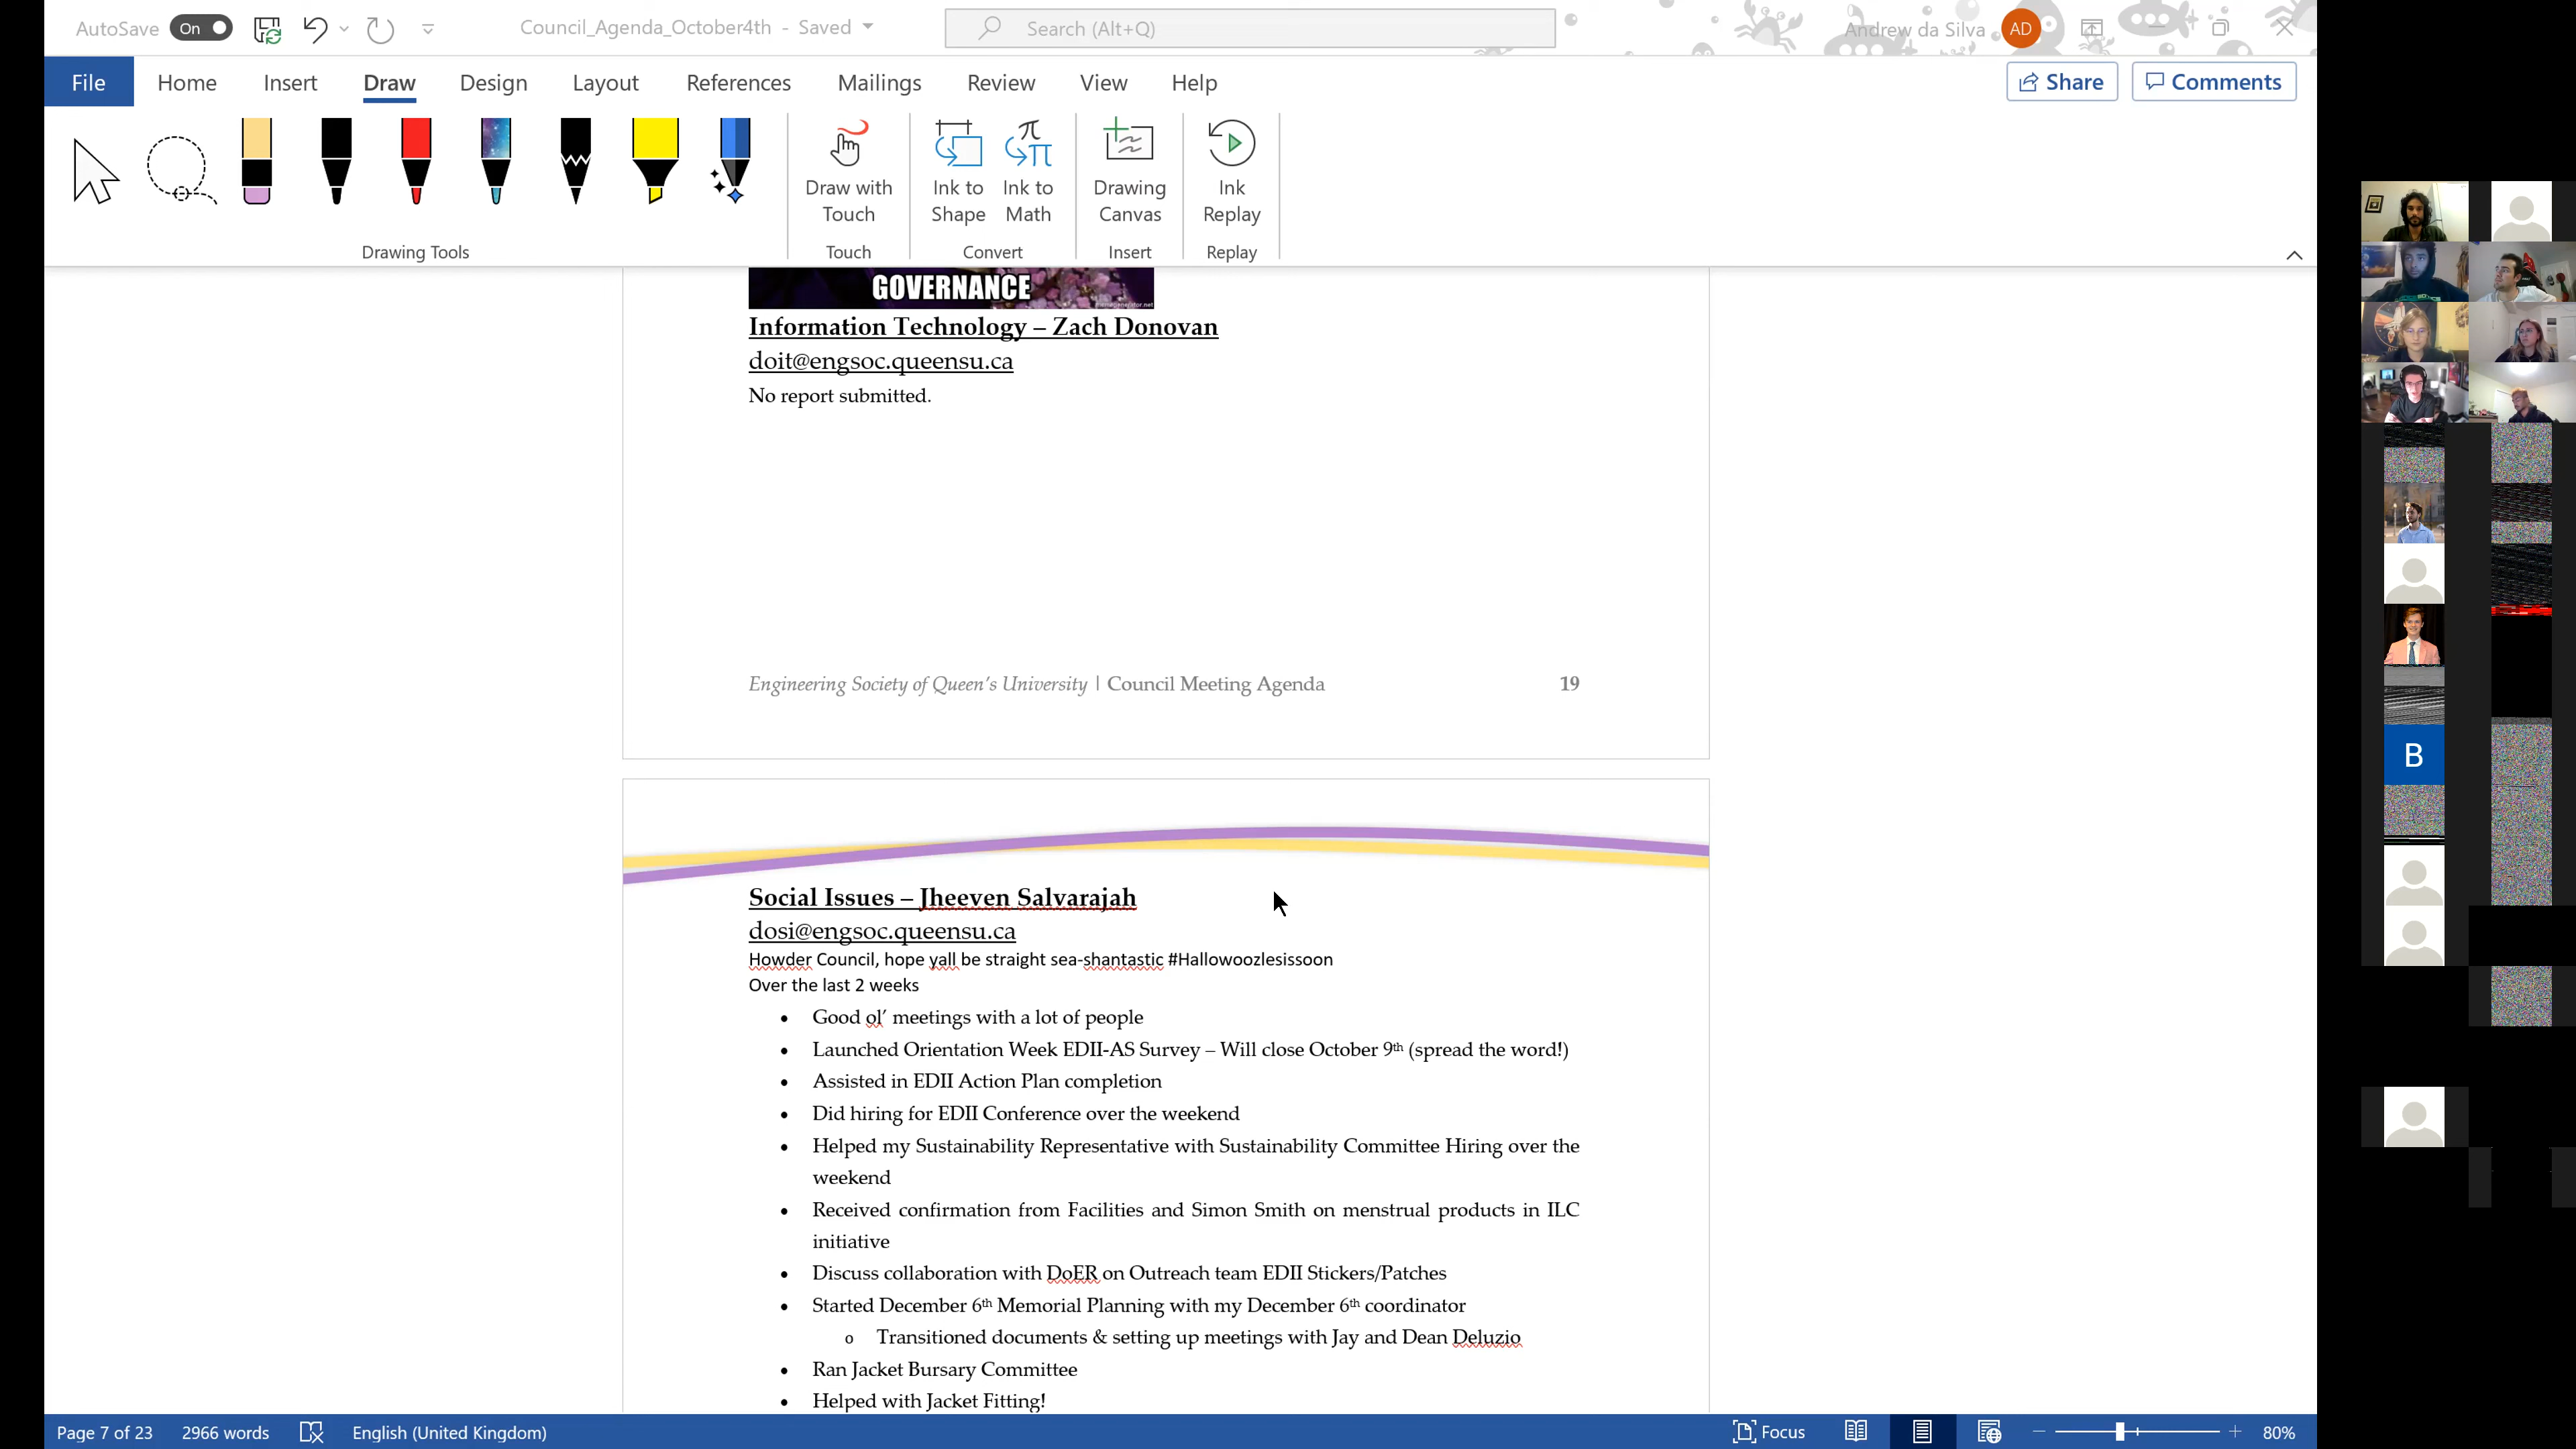 AutoSave On Council_Agenda_October4th - Saved Search (Alt+Q) Andrew da Silva AD
File Home Insert Draw Design Layout References Mailings Review View Help Share Comments
Draw with Touch
Ink to Shape
Ink to Math
Drawing Canvas
Ink Replay
Drawing Tools Touch Convert Insert Replay
GOVERNANCE
Information Technology – Zach Donovan
doit@engsoc.queensu.ca
No report submitted.
Engineering Society of Queen's University | Council Meeting Agenda 19
Social Issues – Jheeven Salvarajah
dosi@engsoc.queensu.ca
Howder Council, hope yall be straight sea-shantastic #Hallowoozlesissoon
Over the last 2 weeks
• Good ol' meetings with a lot of people
• Launched Orientation Week EDII-AS Survey – Will close October 9th (spread the word!)
• Assisted in EDII Action Plan completion
• Did hiring for EDII Conference over the weekend
• Helped my Sustainability Representative with Sustainability Committee Hiring over the
weekend
• Received confirmation from Facilities and Simon Smith on menstrual products in ILC
initiative
• Discuss collaboration with DoER on Outreach team EDII Stickers/Patches
• Started December 6th Memorial Planning with my December 6th coordinator
o Transitioned documents & setting up meetings with Jay and Dean Deluzio
• Ran Jacket Bursary Committee
• Helped with Jacket Fitting!
Page 7 of 23 2966 words English (United Kingdom) Focus 80%
B